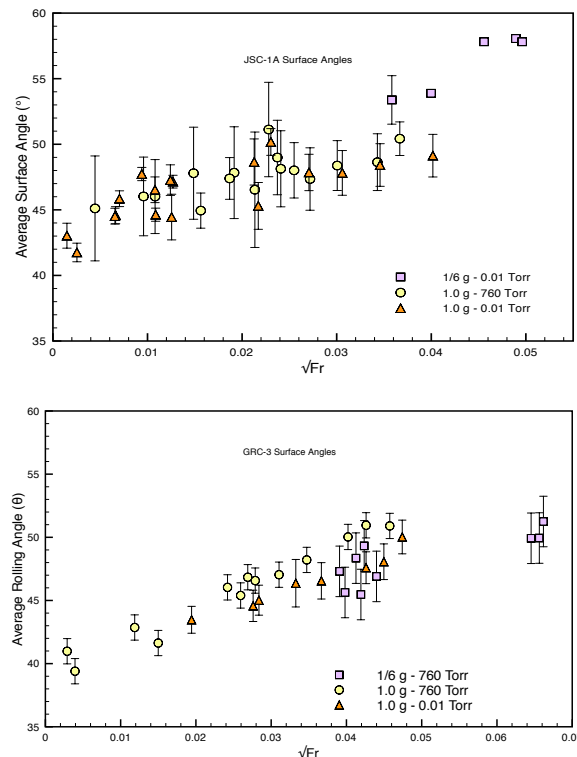 60
JSC-1A Surface Angles
55
50
45
40
35
Average Surface Angle (°)
1/6 g - 0.01 Torr
1.0 g - 760 Torr
1.0 g - 0.01 Torr
0 0.01 0.02 0.03 0.04 0.05
√Fr
60
GRC-3 Surface Angles
55
50
45
40
35
Average Rolling Angle (θ)
1/6 g - 760 Torr
1.0 g - 760 Torr
1.0 g - 0.01 Torr
0 0.01 0.02 0.03 0.04 0.05 0.06 0.0
√Fr